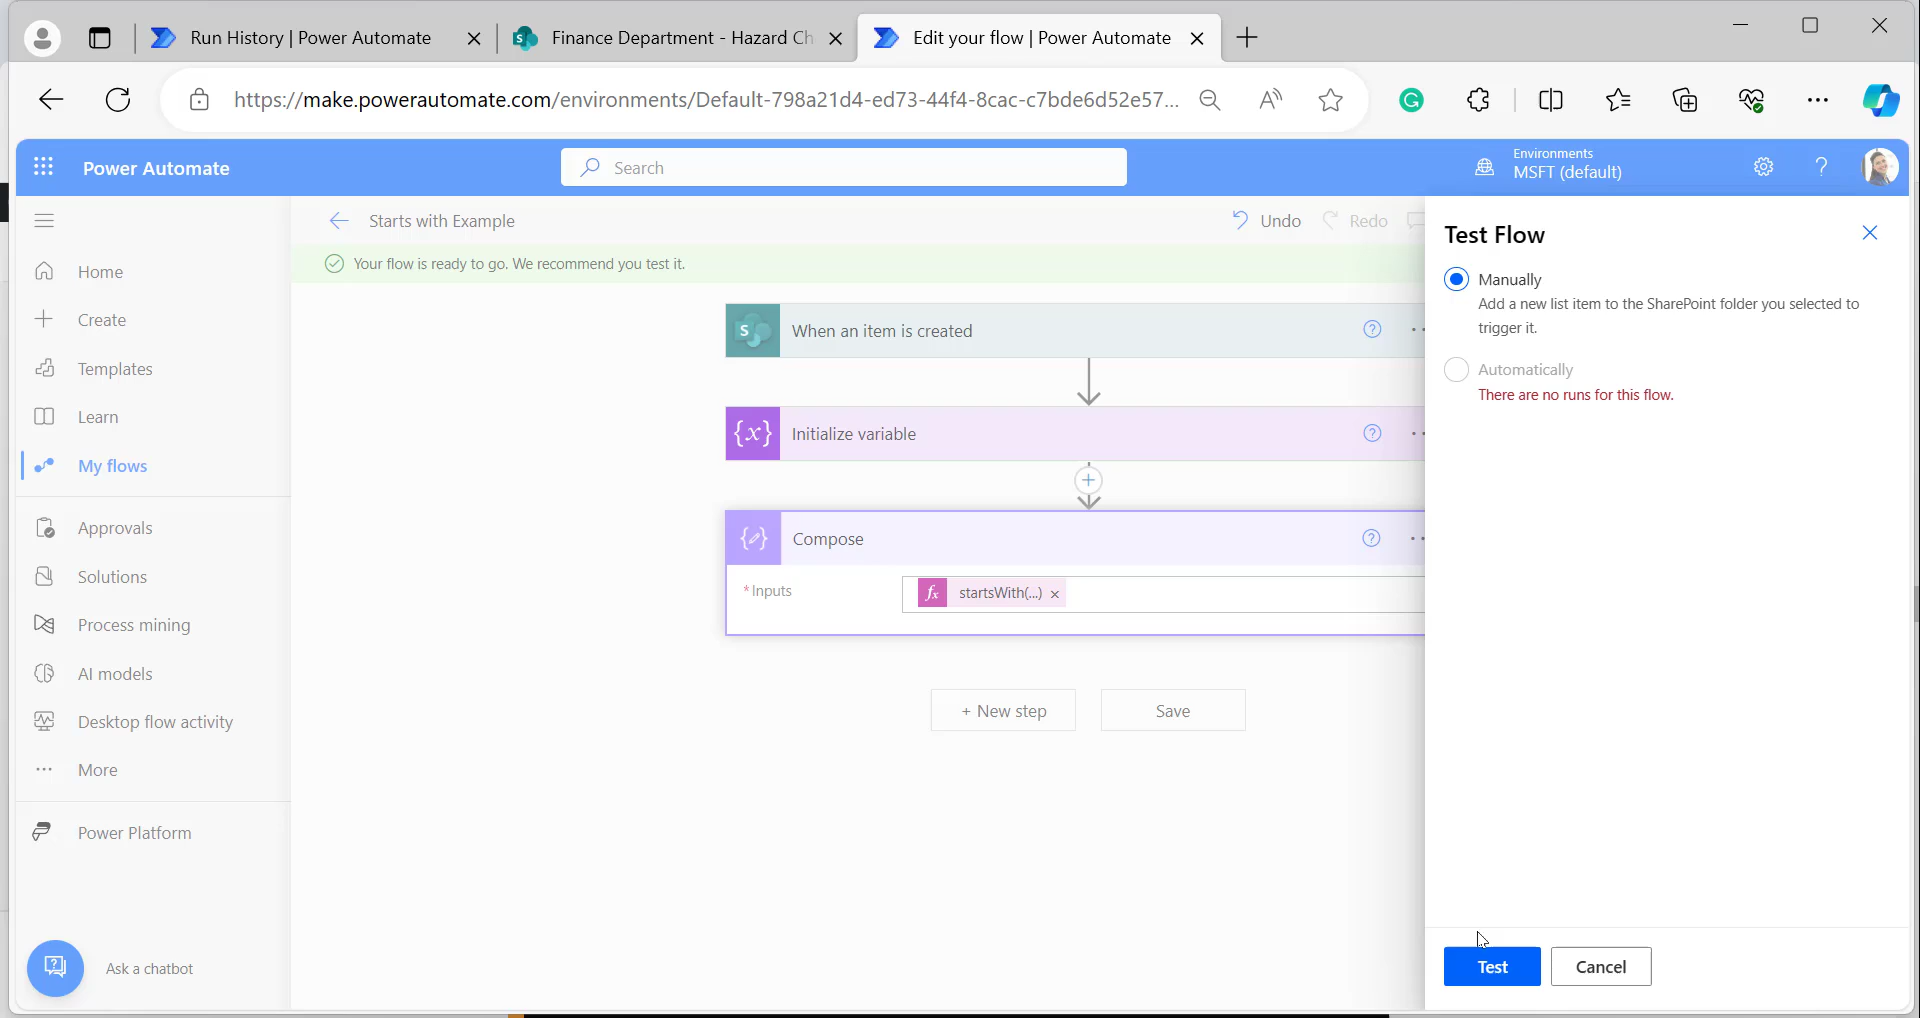 Run History | Power Automate
Finance Department - Hazard Ch
Edit your flow | Power Automate
https://make.powerautomate.com/environments/Default-798a21d4-ed73-44f4-8cac-c7bde6d52e57...
Power Automate
Search
Environments
MSFT (default)
Home
Create
Templates
Learn
My flows
Approvals
Solutions
Process mining
AI models
Desktop flow activity
More
Power Platform
Ask a chatbot
Starts with Example
Undo
Redo
Your flow is ready to go. We recommend you test it.
When an item is created
Initialize variable
Compose
*Inputs
startsWith(...)
+ New step
Save
Test Flow
Manually
Add a new list item to the SharePoint folder you selected to
trigger it.
Automatically
There are no runs for this flow.
Test
Cancel